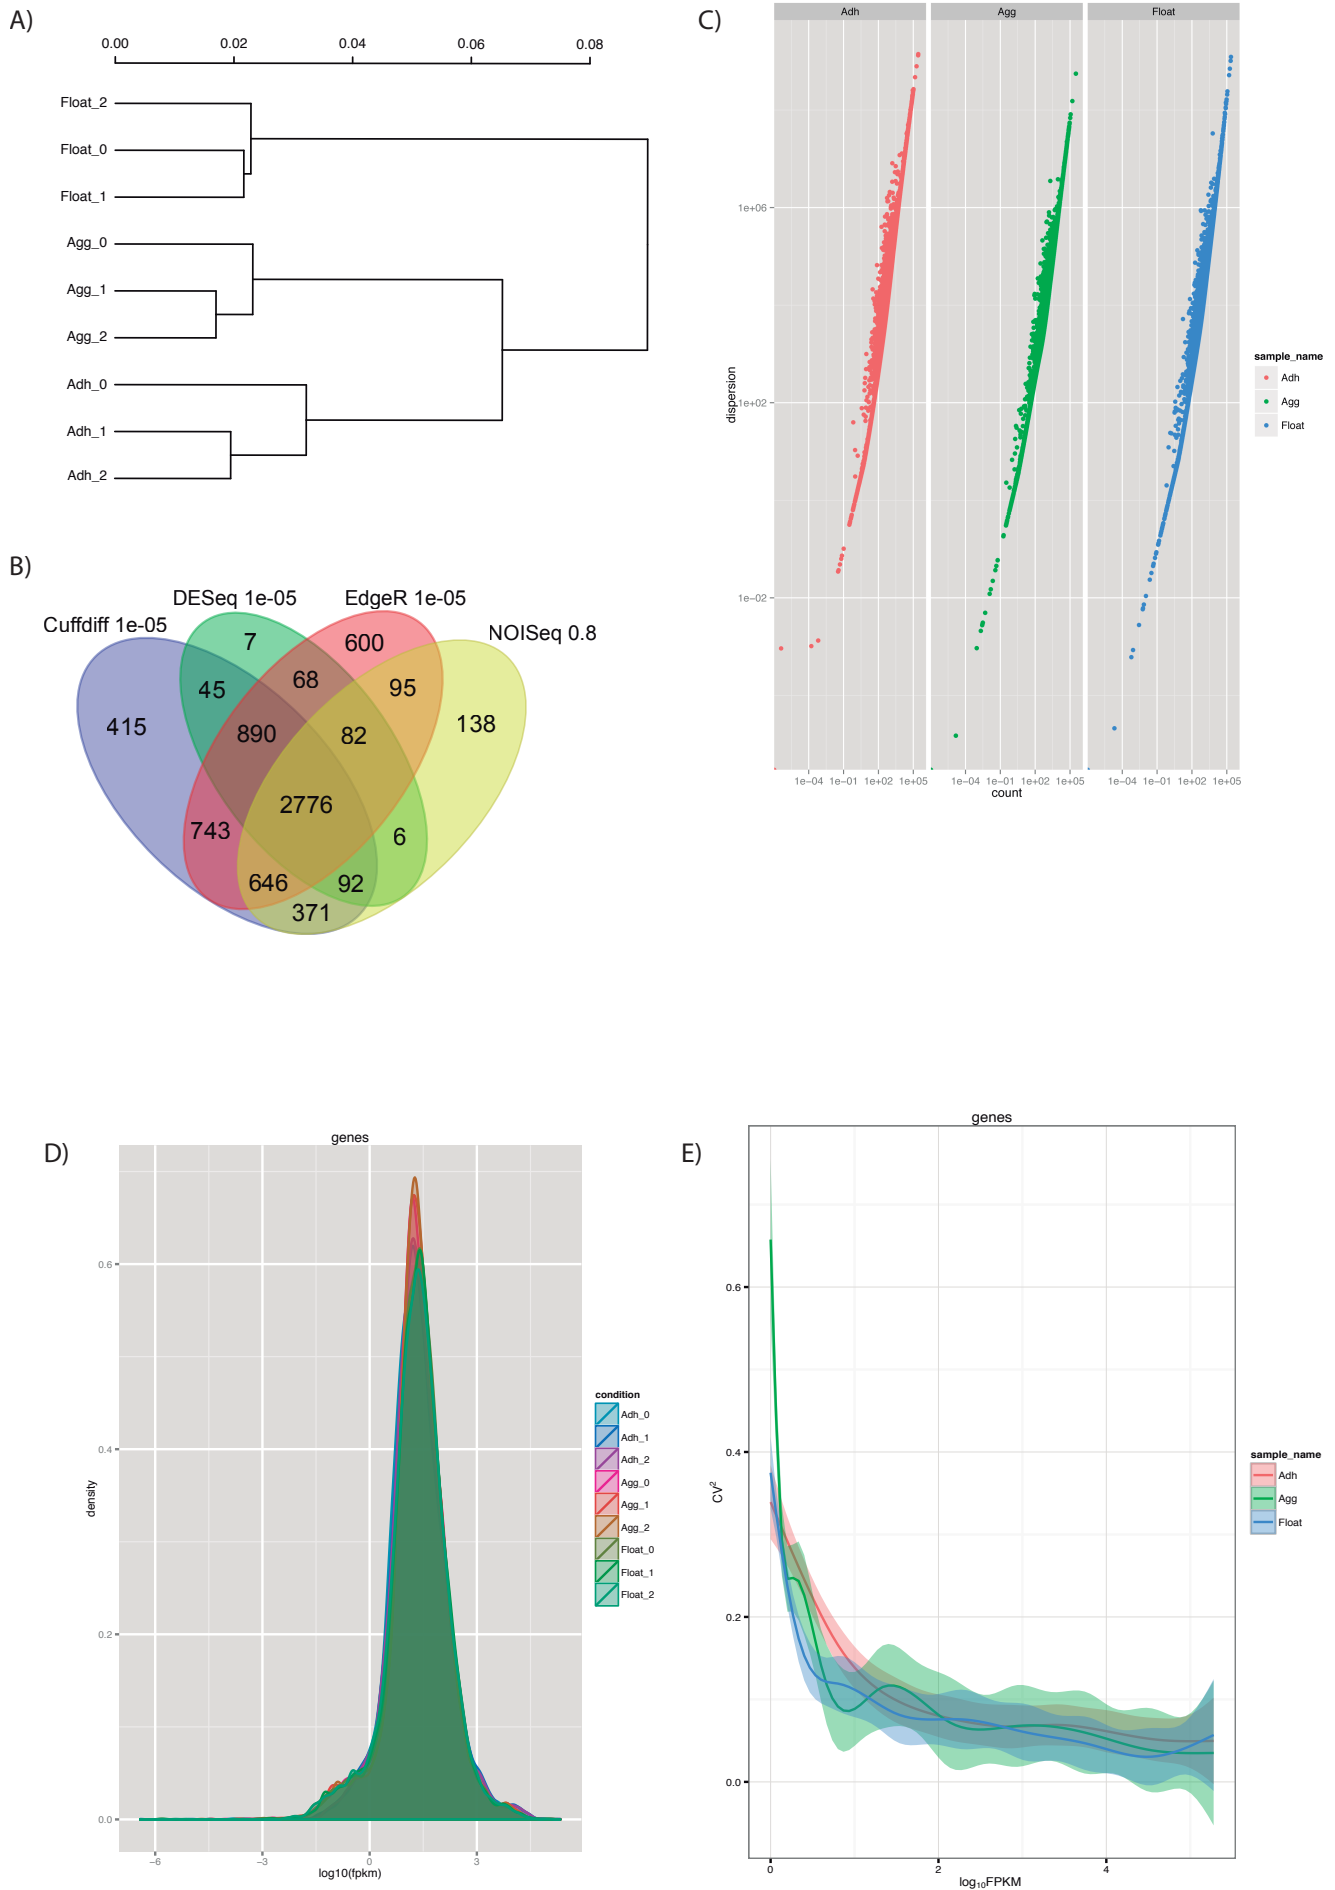 A)
0.00 0.02 0.04 0.06 0.08
Float_2
Float_0
Float_1
Agg_0
Agg_1
Agg_2
Adh_0
Adh_1
Adh_2
B)
Cuffdiff 1e-05
DESeq 1e-05
EdgeR 1e-05
NOISeq 0.8
7
600
45
68
95
415
890
82
138
2776
743
6
646
92
371
C)
Adh Agg Float
dispersion
1e+06
1e+02
1e−02
1e−04 1e−01 1e+02 1e+05 1e−04 1e−01 1e+02 1e+05 1e−04 1e−01 1e+02 1e+05
count
sample_name
Adh
Agg
Float
D)
genes
density
0.6
0.4
0.2
0.0
−6 −3 0 3
log10(fpkm)
condition
Adh_0
Adh_1
Adh_2
Agg_0
Agg_1
Agg_2
Float_0
Float_1
Float_2
E)
genes
CV²
0.6
0.4
0.2
0.0
0 2 4
log₁₀FPKM
sample_name
Adh
Agg
Float